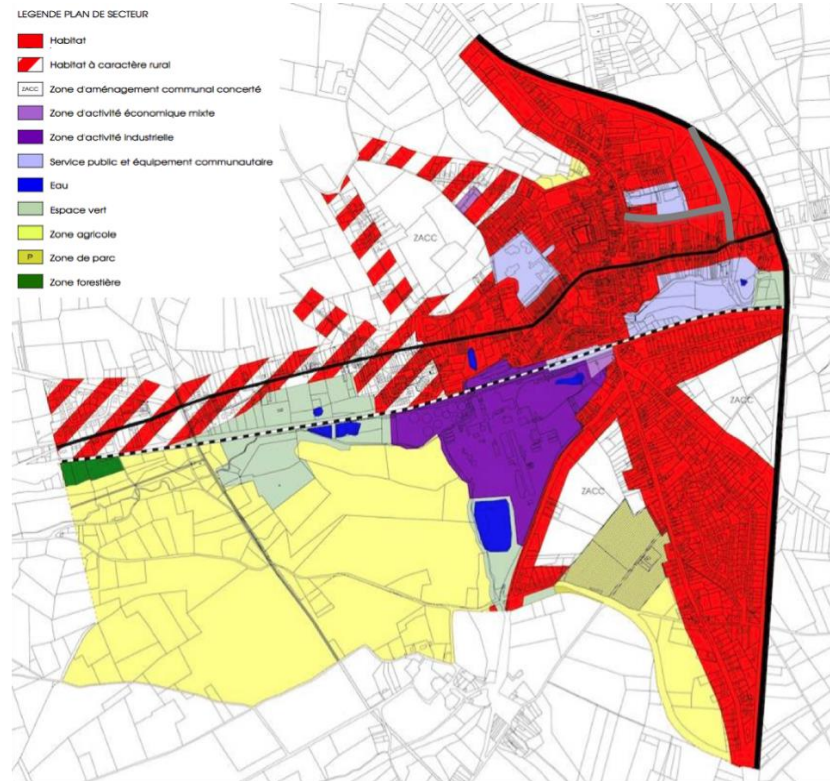 LEGENDE PLAN DE SECTEUR
Habitat
Habitat à caractère rural
ZACC Zone d'aménagement communal concerté
Zone d'activité économique mixte
Zone d'activité industrielle
Service public et équipement communautaire
Eau
Espace vert
Zone agricole
P Zone de parc
Zone forestière
ZACC
ZACC
ZACC